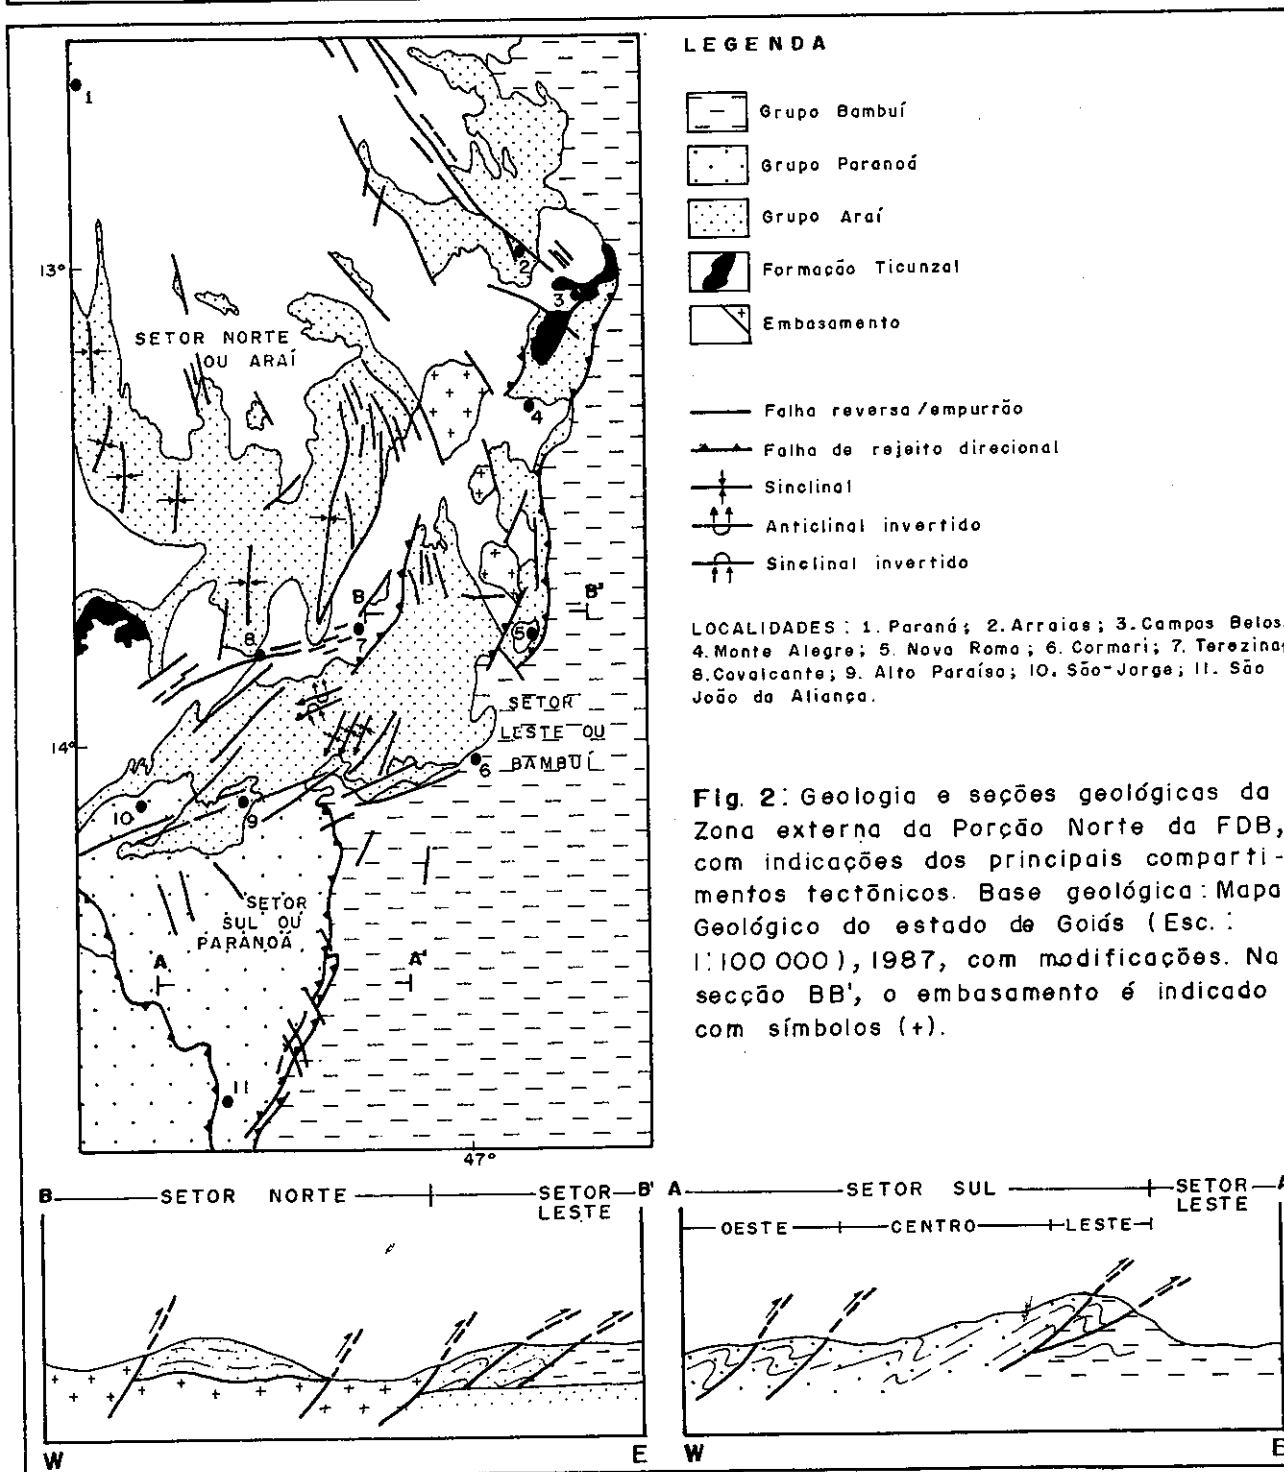 1
13°
2
3
SETOR NORTE
OU ARAÍ
4
B
B'
5
8
7
SETOR
LESTE OU
BAMBUÍ
14°
6
10
9
SETOR
SUL OU
PARANOÁ
A
A'
11
47°
LEGENDA
Grupo Bambuí
Grupo Paranoá
Grupo Araí
Formação Ticunzal
Embasamento
Falha reversa/empurrão
Falha de rejeito direcional
Sinclinal
Anticlinal invertido
Sinclinal invertido
LOCALIDADES: 1. Paranã; 2. Arraias; 3. Campos Belos;
4. Monte Alegre; 5. Nova Roma; 6. Cormari; 7. Terezina;
8. Cavalcante; 9. Alto Paraíso; 10. São-Jorge; 11. São
João da Aliança.
Fig. 2: Geologia e seções geológicas da
Zona externa da Porção Norte da FDB,
com indicações dos principais comparti-
mentos tectônicos. Base geológica: Mapa
Geológico do estado de Goiás (Esc.:
1:100 000), 1987, com modificações. Na
secção BB', o embasamento é indicado
com símbolos (+).
B SETOR NORTE SETOR LESTE B'
W E
A SETOR SUL SETOR LESTE A
OESTE CENTRO LESTE
W E